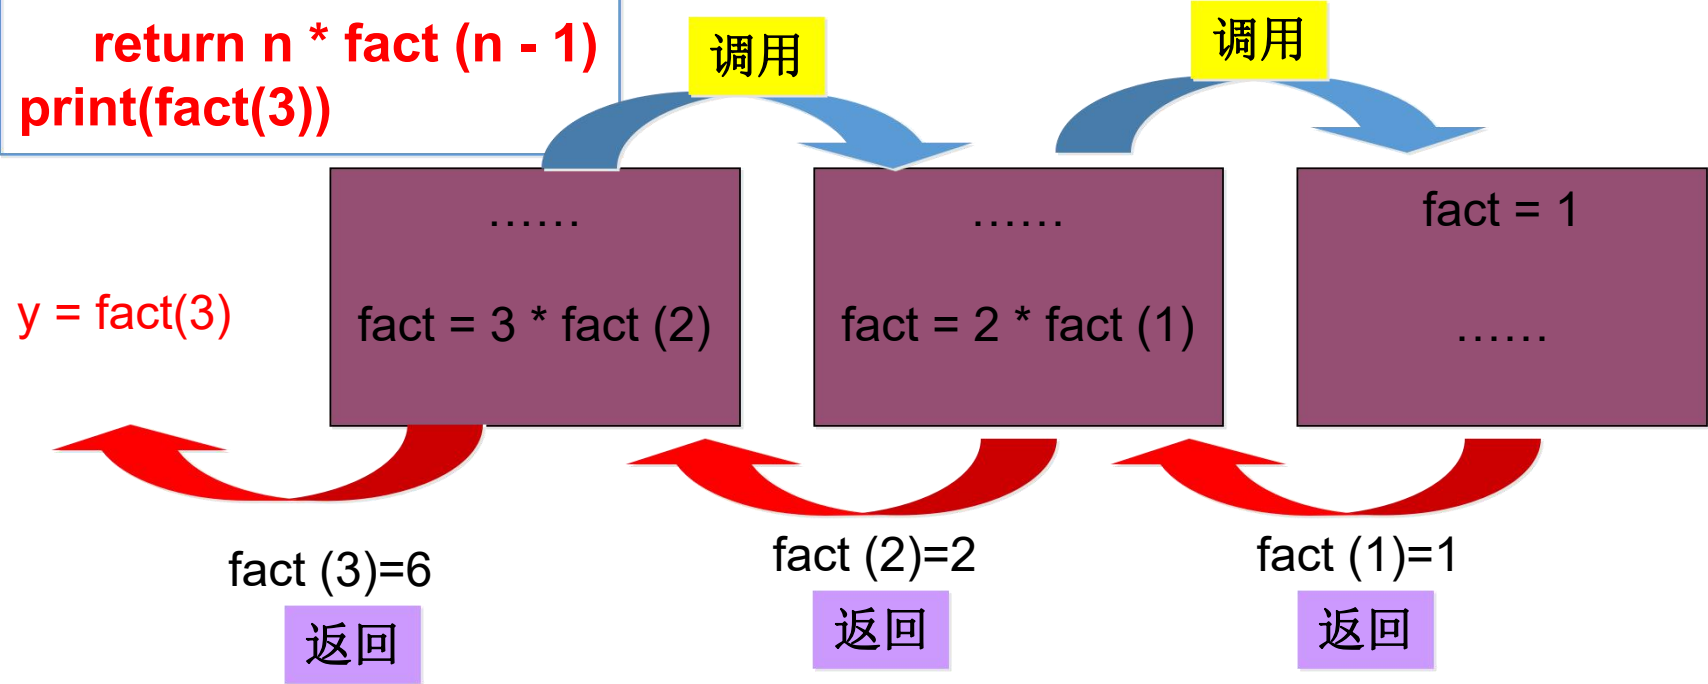 return n * fact (n - 1)
print(fact(3))
调用
调用
……
fact = 3 * fact (2)
……
fact = 2 * fact (1)
fact = 1
……
y = fact(3)
fact (3)=6
返回
fact (2)=2
返回
fact (1)=1
返回